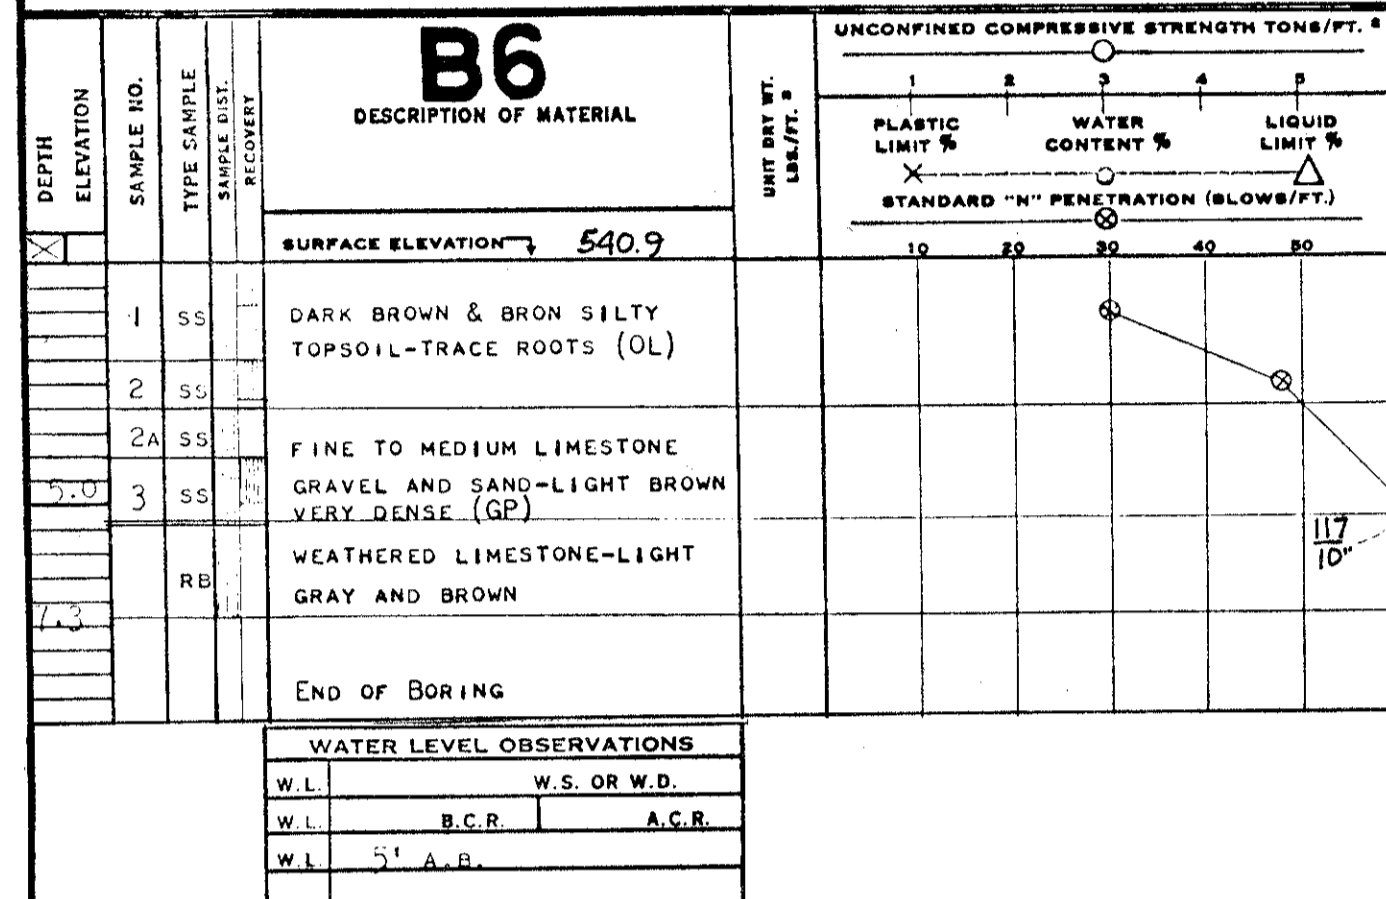 B6
DESCRIPTION OF MATERIAL
DEPTH
ELEVATION
SAMPLE NO.
TYPE SAMPLE
SAMPLE DIST.
RECOVERY
SURFACE ELEVATION 540.9
UNIT DRY WT.
LBS./FT.³
UNCONFINED COMPRESSIVE STRENGTH TONS/FT.²
1 2 3 4 5
PLASTIC WATER LIQUID
LIMIT % CONTENT % LIMIT %
STANDARD "N" PENETRATION (BLOWS/FT.)
10 20 30 40 50
1 SS DARK BROWN & BRON SILTY
TOPSOIL-TRACE ROOTS (OL)
2 SS
2A SS FINE TO MEDIUM LIMESTONE
5.0 3 SS GRAVEL AND SAND-LIGHT BROWN
VERY DENSE (GP)
117
10"
WEATHERED LIMESTONE-LIGHT
RB
GRAY AND BROWN
7.3
END OF BORING
WATER LEVEL OBSERVATIONS
W.L. W.S. OR W.D.
W.L. B.C.R. A.C.R.
W.L. 5' A.B.